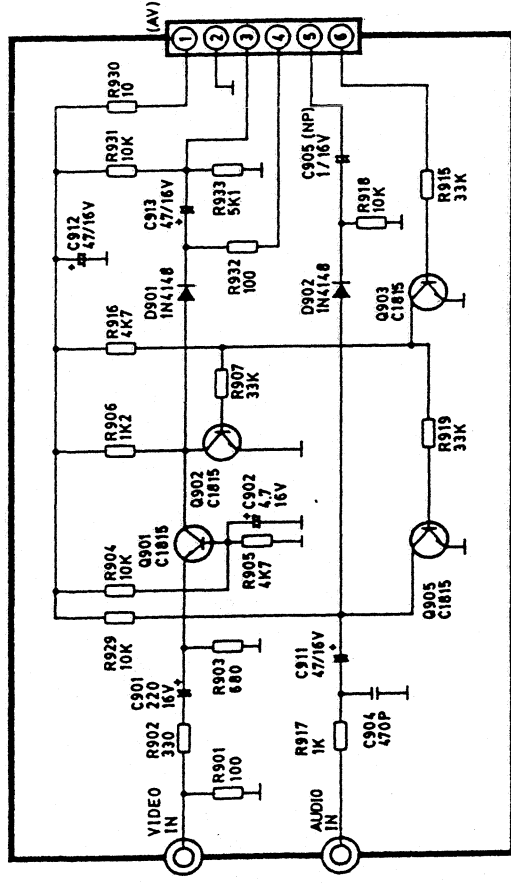 (AV)
R929
10K
R904
10K
R906
1K2
R916
4K7
C912
47/16V
+
R931
10K
R930
10
VIDEO
IN
R902
330
C901
220
16V
+
Q901
C1815
Q902
C1815
D901
1N4148
C913
47/16V
+
1
2
3
4
5
6
R901
100
R903
680
R905
4K7
+
C902
4.7
16V
R907
33K
R932
100
R933
5K1
AUDIO
IN
R917
1K
C911
47/16V
+
D902
1N4148
C905 (NP)
1/16V
C904
470P
R918
10K
Q905
C1815
R919
33K
Q903
C1815
R915
33K